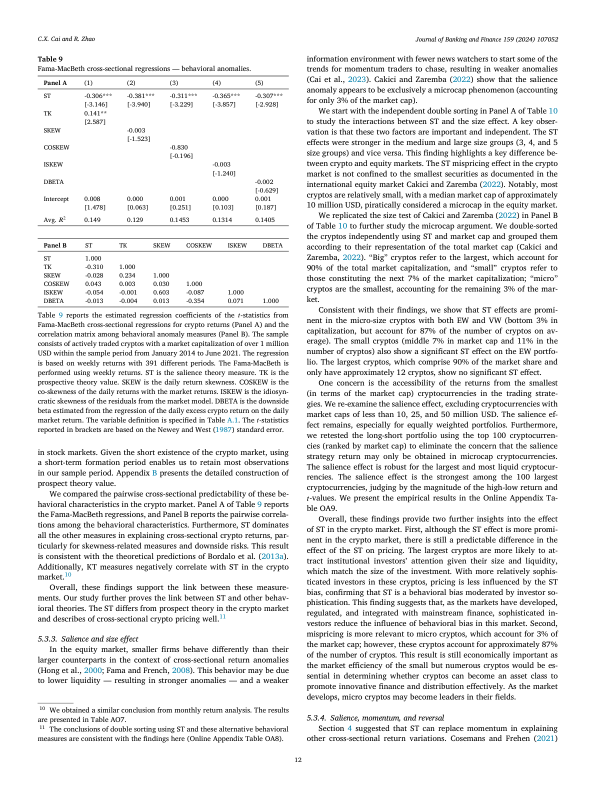 C.X. Cai and R. Zhao
Journal of Banking and Finance 159 (2024) 107052
Table 9
Fama-MacBeth cross-sectional regressions — behavioral anomalies.
Panel A (1) (2) (3) (4) (5)
ST -0.306*** -0.381*** -0.311*** -0.365*** -0.307***
[-3.146] [-3.940] [-3.229] [-3.857] [-2.928]
TK 0.141**
[2.587]
SKEW -0.003
[-1.523]
COSKEW -0.830
[-0.196]
ISKEW -0.003
[-1.240]
DBETA -0.002
[-0.629]
Intercept 0.008 0.000 0.001 0.000 0.001
[1.478] [0.063] [0.251] [0.103] [0.187]
Avg. R² 0.149 0.129 0.1453 0.1314 0.1405
Panel B ST TK SKEW COSKEW ISKEW DBETA
ST 1.000
TK -0.310 1.000
SKEW -0.028 0.234 1.000
COSKEW 0.043 0.003 0.030 1.000
ISKEW -0.054 -0.001 0.603 -0.087 1.000
DBETA -0.013 -0.004 0.013 -0.354 0.071 1.000
Table 9 reports the estimated regression coefficients of the t-statistics from
Fama-MacBeth cross-sectional regressions for crypto returns (Panel A) and the
correlation matrix among behavioral anomaly measures (Panel B). The sample
consists of actively traded cryptos with a market capitalization of over 1 million
USD within the sample period from January 2014 to June 2021. The regression
is based on weekly returns with 391 different periods. The Fama-MacBeth is
performed using weekly returns. ST is the salience theory measure. TK is the
prospective theory value. SKEW is the daily return skewness. COSKEW is the
co-skewness of the daily returns with the market returns. ISKEW is the idiosyn-
cratic skewness of the residuals from the market model. DBETA is the downside
beta estimated from the regression of the daily excess crypto return on the daily
market return. The variable definition is specified in Table A.1. The t-statistics
reported in brackets are based on the Newey and West (1987) standard error.
in stock markets. Given the short existence of the crypto market, using
a short-term formation period enables us to retain most observations
in our sample period. Appendix B presents the detailed construction of
prospect theory value.
We compared the pairwise cross-sectional predictability of these be-
havioral characteristics in the crypto market. Panel A of Table 9 reports
the FamaMacBeth regressions, and Panel B reports the pairwise correla-
tions among the behavioral characteristics. Furthermore, ST dominates
all the other measures in explaining cross-sectional crypto returns, par-
ticularly for skewness-related measures and downside risks. This result
is consistent with the theoretical predictions of Bordalo et al. (2013a).
Additionally, KT measures negatively correlate with ST in the crypto
market.¹⁰
Overall, these findings support the link between these measure-
ments. Our study further proves the link between ST and other behav-
ioral theories. The ST differs from prospect theory in the crypto market
and describes of cross-sectional crypto pricing well.¹¹
5.3.3. Salience and size effect
In the equity market, smaller firms behave differently than their
larger counterparts in the context of cross-sectional return anomalies
(Hong et al., 2000; Fama and French, 2008). This behavior may be due
to lower liquidity — resulting in stronger anomalies — and a weaker
¹⁰ We obtained a similar conclusion from monthly return analysis. The results
are presented in Table AO7.
¹¹ The conclusions of double sorting using ST and these alternative behavioral
measures are consistent with the findings here (Online Appendix Table OA8).
information environment with fewer news watchers to start some of the
trends for momentum traders to chase, resulting in weaker anomalies
(Cai et al., 2023). Cakici and Zaremba (2022) show that the salience
anomaly appears to be exclusively a microcap phenomenon (accounting
for only 3% of the market cap).
We start with the independent double sorting in Panel A of Table 10
to study the interactions between ST and the size effect. A key obser-
vation is that these two factors are important and independent. The ST
effects were stronger in the medium and large size groups (3, 4, and 5
size groups) and vice versa. This finding highlights a key difference be-
tween crypto and equity markets. The ST mispricing effect in the crypto
market is not confined to the smallest securities as documented in the
international equity market Cakici and Zaremba (2022). Notably, most
cryptos are relatively small, with a median market cap of approximately
10 million USD, piratically considered a microcap in the equity market.
We replicated the size test of Cakici and Zaremba (2022) in Panel B
of Table 10 to further study the microcap argument. We double-sorted
the cryptos independently using ST and market cap and grouped them
according to their representation of the total market cap (Cakici and
Zaremba, 2022). “Big” cryptos refer to the largest, which account for
90% of the total market capitalization, and “small” cryptos refer to
those constituting the next 7% of the market capitalization; “micro”
cryptos are the smallest, accounting for the remaining 3% of the mar-
ket.
Consistent with their findings, we show that ST effects are promi-
nent in the micro-size cryptos with both EW and VW (bottom 3% in
capitalization, but account for 87% of the number of cryptos on av-
erage). The small cryptos (middle 7% in market cap and 11% in the
number of cryptos) also show a significant ST effect on the EW portfo-
lio. The largest cryptos, which comprise 90% of the market share and
only have approximately 12 cryptos, show no significant ST effect.
One concern is the accessibility of the returns from the smallest
(in terms of the market cap) cryptocurrencies in the trading strate-
gies. We re-examine the salience effect, excluding cryptocurrencies with
market caps of less than 10, 25, and 50 million USD. The salience ef-
fect remains, especially for equally weighted portfolios. Furthermore,
we retested the long-short portfolio using the top 100 cryptocurren-
cies (ranked by market cap) to eliminate the concern that the salience
strategy return may only be obtained in microcap cryptocurrencies.
The salience effect is robust for the largest and most liquid cryptocur-
rencies. The salience effect is the strongest among the 100 largest
cryptocurrencies, judging by the magnitude of the high-low return and
t-values. We present the empirical results in the Online Appendix Ta-
ble OA9.
Overall, these findings provide two further insights into the effect
of ST in the crypto market. First, although the ST effect is more promi-
nent in the crypto market, there is still a predictable difference in the
effect of the ST on pricing. The largest cryptos are more likely to at-
tract institutional investors’ attention given their size and liquidity,
which match the size of the investment. With more relatively sophis-
ticated investors in these cryptos, pricing is less influenced by the ST
bias, confirming that ST is a behavioral bias moderated by investor so-
phistication. This finding suggests that, as the markets have developed,
regulated, and integrated with mainstream finance, sophisticated in-
vestors reduce the influence of behavioral bias in this market. Second,
mispricing is more relevant to micro cryptos, which account for 3% of
the market cap; however, these cryptos account for approximately 87%
of the number of cryptos. This result is still economically important as
the market efficiency of the small but numerous cryptos would be es-
sential in determining whether cryptos can become an asset class to
promote innovative finance and distribution effectively. As the market
develops, micro cryptos may become leaders in their fields.
5.3.4. Salience, momentum, and reversal
Section 4 suggested that ST can replace momentum in explaining
other cross-sectional return variations. Cosemans and Frehen (2021)
12